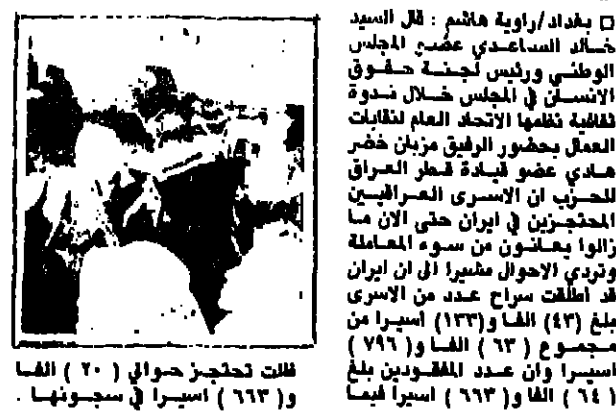 □ بغداد/راوية هاشم : قال السيد
خالد الساعدي عضو المجلس
الوطني ورئيس لجنة حقوق
الانسان في المجلس خلال ندوة
ثقافية نظمها الاتحاد العام لنقابات
العمال بحضور الرفيق مزبان خضر
هادي عضو قيادة قطر العراق
للحزب ان الاسرى العراقيين
المحتجزين في ايران حتى الان ما
زالوا يعانون من سوء المعاملة
وتردي الاحوال مشيرا الى ان ايران
قد اطلقت سراح عدد من الاسرى
بلغ (٤٣) الفا و(١٣٣) اسيرا من
مجموع ( ٦٣ ) الفا و( ٧٩٦ )
اسيرا وان عدد المفقودين بلغ
( ٦٤ ) الفا و( ٦٦٣ ) اسيرا فيما
ظلت تحتجز حوالي ( ٢٠ ) الفا
و( ٦٦٣ ) اسيرا في سجونها .